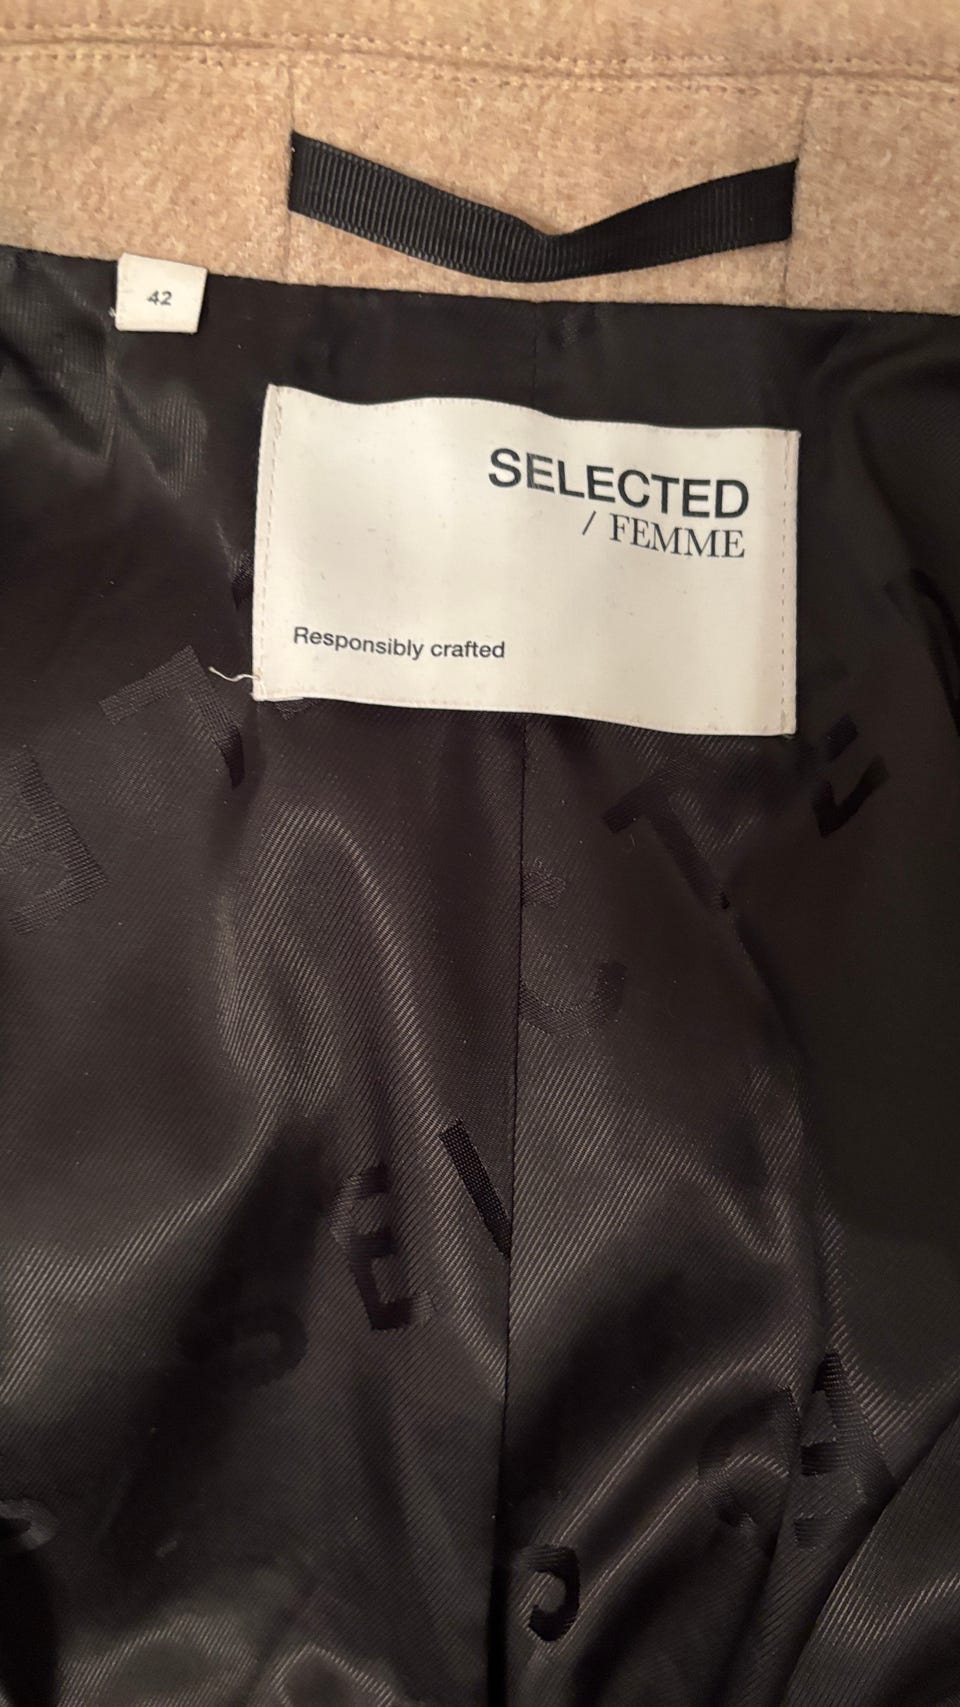 42
SELECTED
/ FEMME
Responsibly crafted